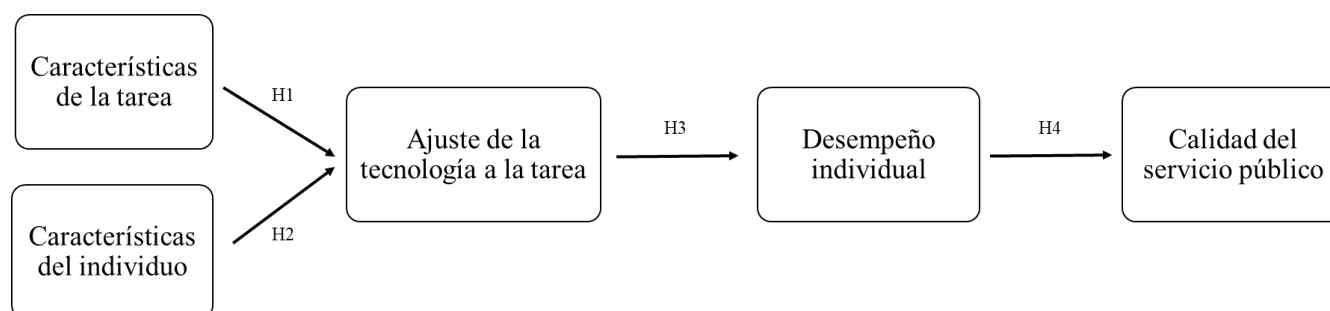 Características
de la tarea
H1
Ajuste de la
tecnología a la tarea
H3
Desempeño
individual
H4
Calidad del
servicio público
Características
del individuo
H2